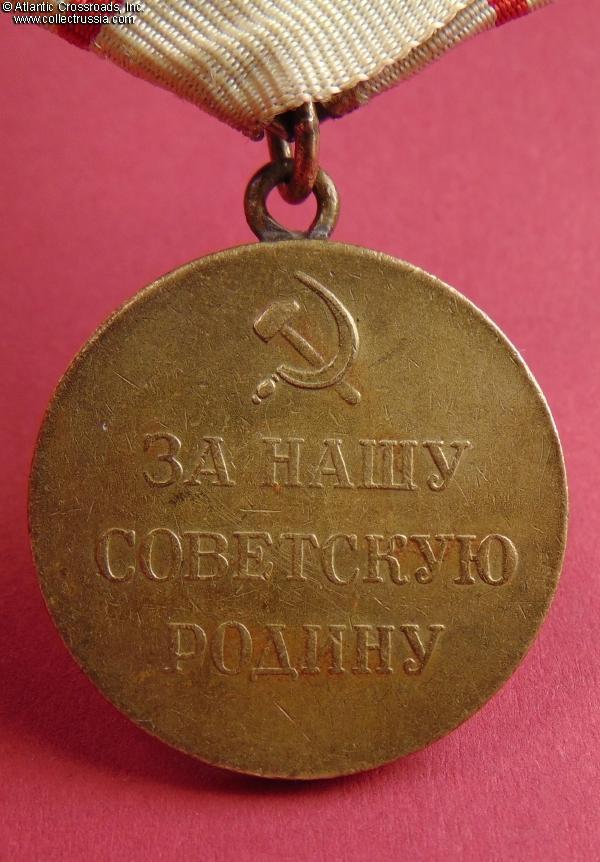 © Atlantic Crossroads, Inc.
www.collectrussia.com
ЗА НАШУ
СОВЕТСКУЮ
РОДИНУ